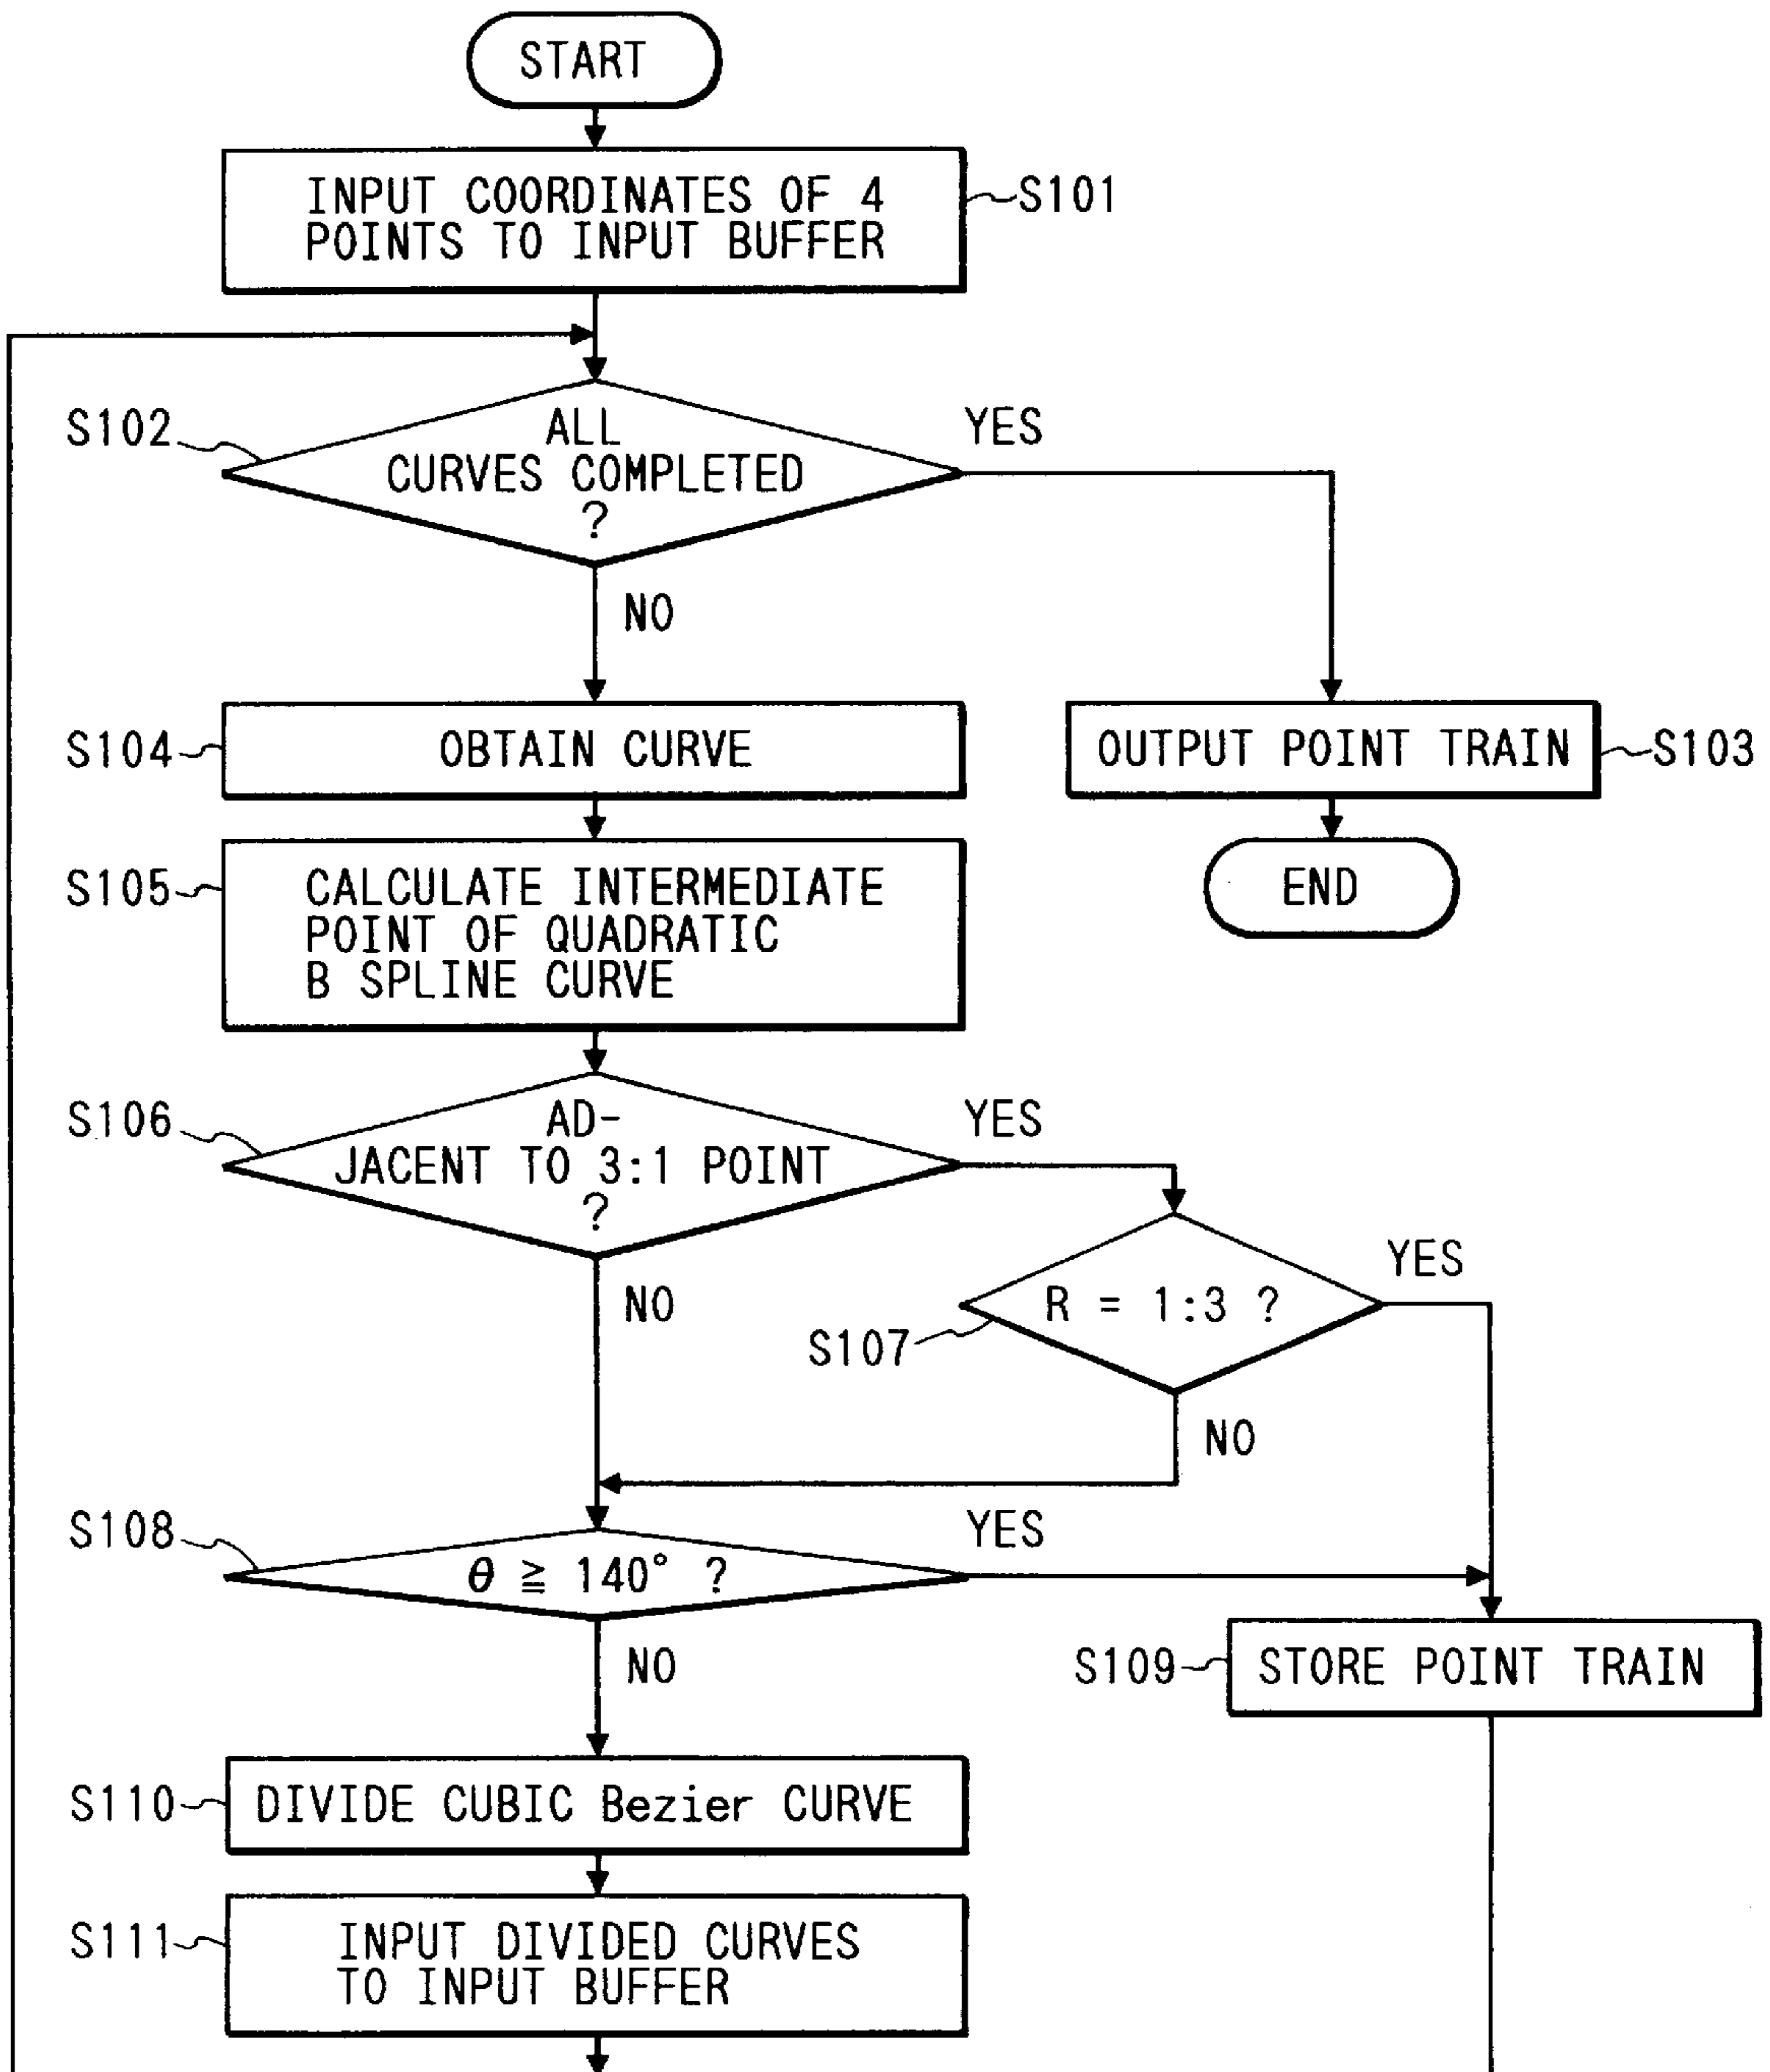 START
INPUT COORDINATES OF 4
POINTS TO INPUT BUFFER
S101
S102
ALL
CURVES COMPLETED
?
YES
NO
S104
OBTAIN CURVE
OUTPUT POINT TRAIN
S103
S105
CALCULATE INTERMEDIATE
POINT OF QUADRATIC
B SPLINE CURVE
END
S106
AD-
JACENT TO 3:1 POINT
?
YES
NO
R = 1:3 ?
YES
S107
NO
S108
θ ≧ 140° ?
YES
NO
S109
STORE POINT TRAIN
S110
DIVIDE CUBIC Bezier CURVE
S111
INPUT DIVIDED CURVES
TO INPUT BUFFER